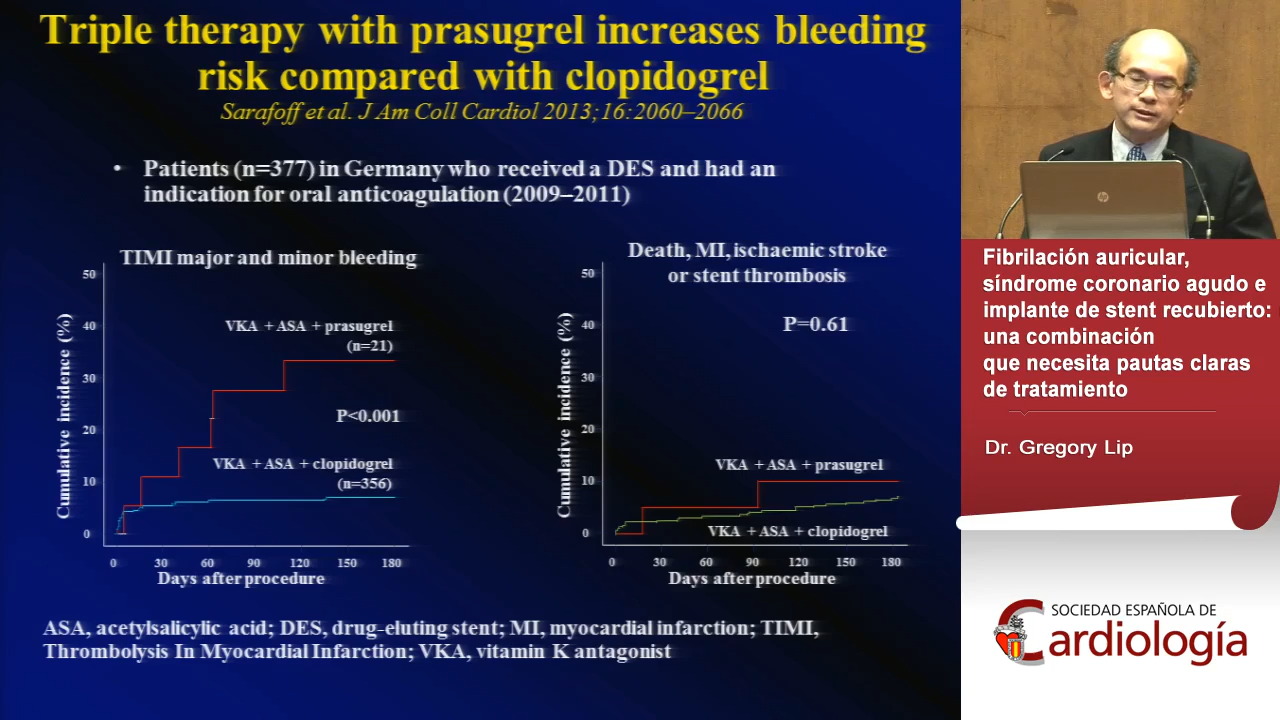 Triple therapy with prasugrel increases bleeding
risk compared with clopidogrel
Sarafoff et al. J Am Coll Cardiol 2013;16:2060–2066
• Patients (n=377) in Germany who received a DES and had an
indication for oral anticoagulation (2009–2011)
TIMI major and minor bleeding
Cumulative incidence (%)
50
40
30
20
10
0
VKA + ASA + prasugrel
(n=21)
P<0.001
VKA + ASA + clopidogrel
(n=356)
0 30 60 90 120 150 180
Days after procedure
Death, MI, ischaemic stroke
or stent thrombosis
Cumulative incidence (%)
50
40
30
20
10
0
P=0.61
VKA + ASA + prasugrel
VKA + ASA + clopidogrel
0 30 60 90 120 150 180
Days after procedure
ASA, acetylsalicylic acid; DES, drug-eluting stent; MI, myocardial infarction; TIMI,
Thrombolysis In Myocardial Infarction; VKA, vitamin K antagonist
hp
Fibrilación auricular,
síndrome coronario agudo e
implante de stent recubierto:
una combinación
que necesita pautas claras
de tratamiento
Dr. Gregory Lip
SOCIEDAD ESPAÑOLA DE
Cardiología